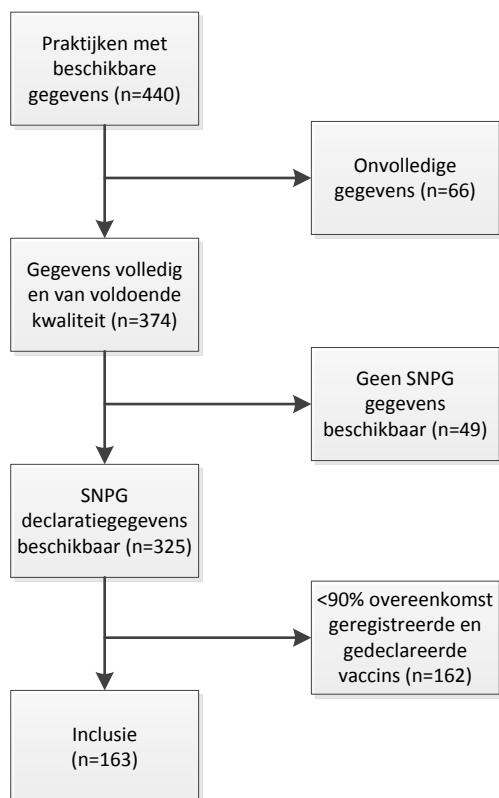 Praktijken met
beschikbare
gegevens (n=440)
Onvolledige
gegevens (n=66)
Gegevens volledig
en van voldoende
kwaliteit (n=374)
Geen SNPG
gegevens
beschikbaar (n=49)
SNPG
declaratiegegevens
beschikbaar (n=325)
<90% overeenkomst
geregistreerde en
gedeclareerde
vaccins (n=162)
Inclusie
(n=163)